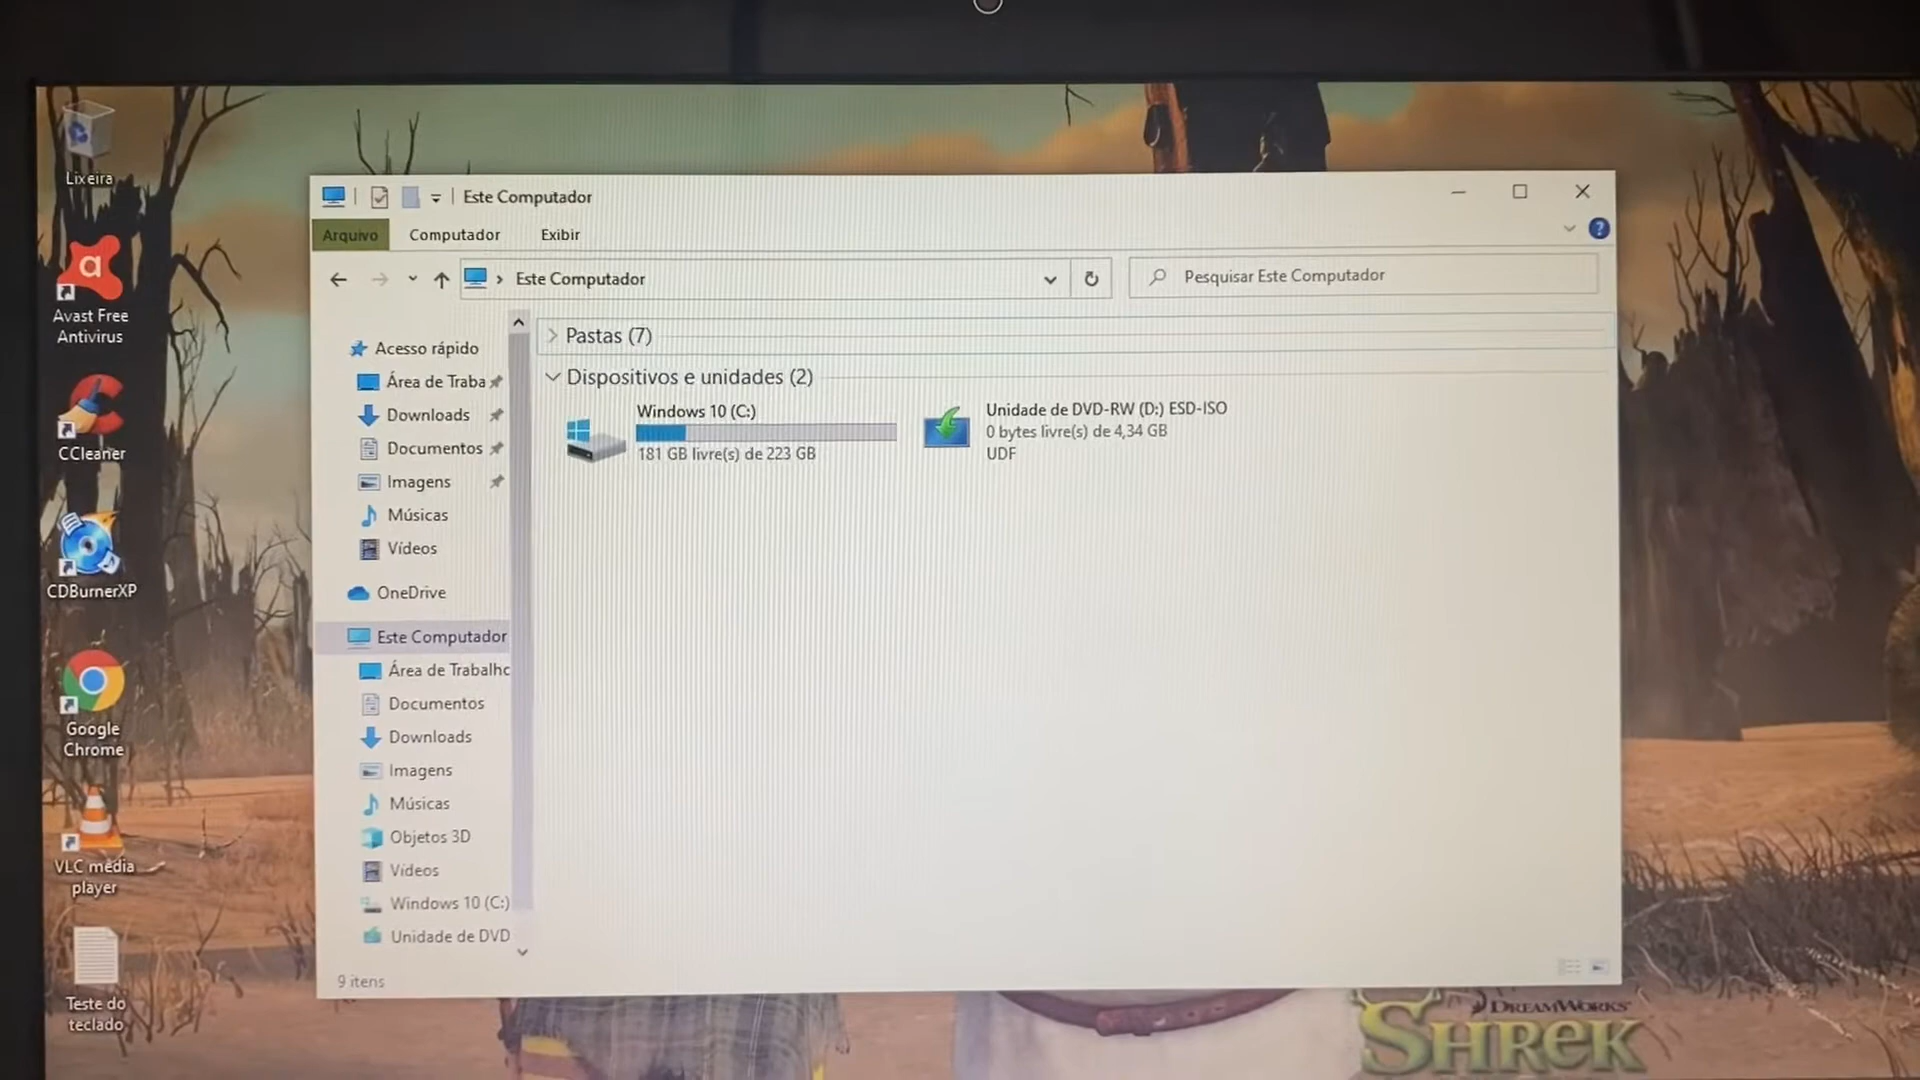 Lixeira
Avast Free
Antivirus
CCleaner
CDBurnerXP
Google
Chrome
VLC media
player
Teste do
teclado
Este Computador
Arquivo
Computador
Exibir
Este Computador
Pesquisar Este Computador
Acesso rápido
Área de Traba
Downloads
Documentos
Imagens
Músicas
Vídeos
OneDrive
Este Computador
Área de Trabalho
Documentos
Downloads
Imagens
Músicas
Objetos 3D
Vídeos
Windows 10 (C:)
Unidade de DVD
9 itens
Pastas (7)
Dispositivos e unidades (2)
Windows 10 (C:)
181 GB livre(s) de 223 GB
Unidade de DVD-RW (D:) ESD-ISO
0 bytes livre(s) de 4,34 GB
UDF
DREAMWORKS
SHREK